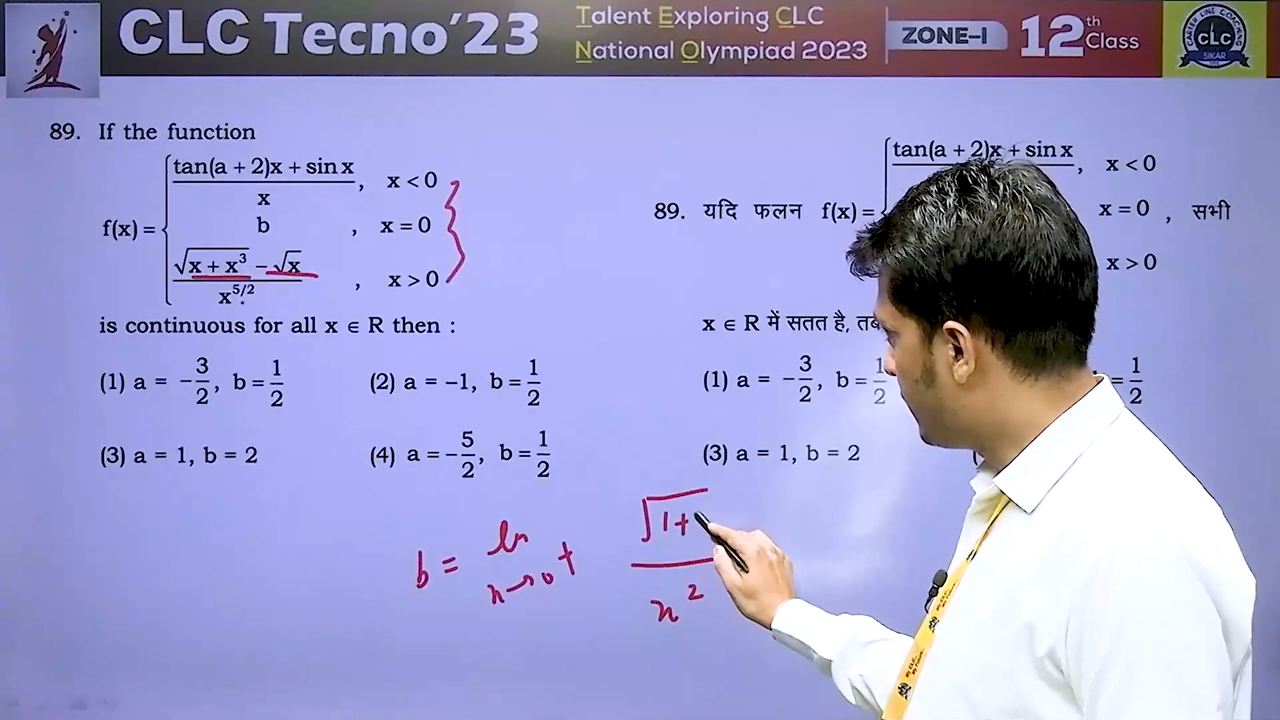 CLC Tecno'23
Talent Exploring CLC
National Olympiad 2023
ZONE-I
12th Class
CLC
SIKAR
89. If the function
f(x) = { (tan(a + 2)x + sin x)/x , x < 0
b , x = 0
(√(x + x³) − √x)/x^(5/2) , x > 0
is continuous for all x ∈ R then :
(1) a = −3/2, b = 1/2
(2) a = −1, b = 1/2
(3) a = 1, b = 2
(4) a = −5/2, b = 1/2
89. यदि फलन f(x) = { tan(a + 2)x + sin x , x < 0
x = 0 , सभी
x > 0
x ∈ R में सतत है,
(1) a = −3/2, b = 1/2
= 1/2
(3) a = 1, b = 2
b = lim x→0+ √(1+ / x²